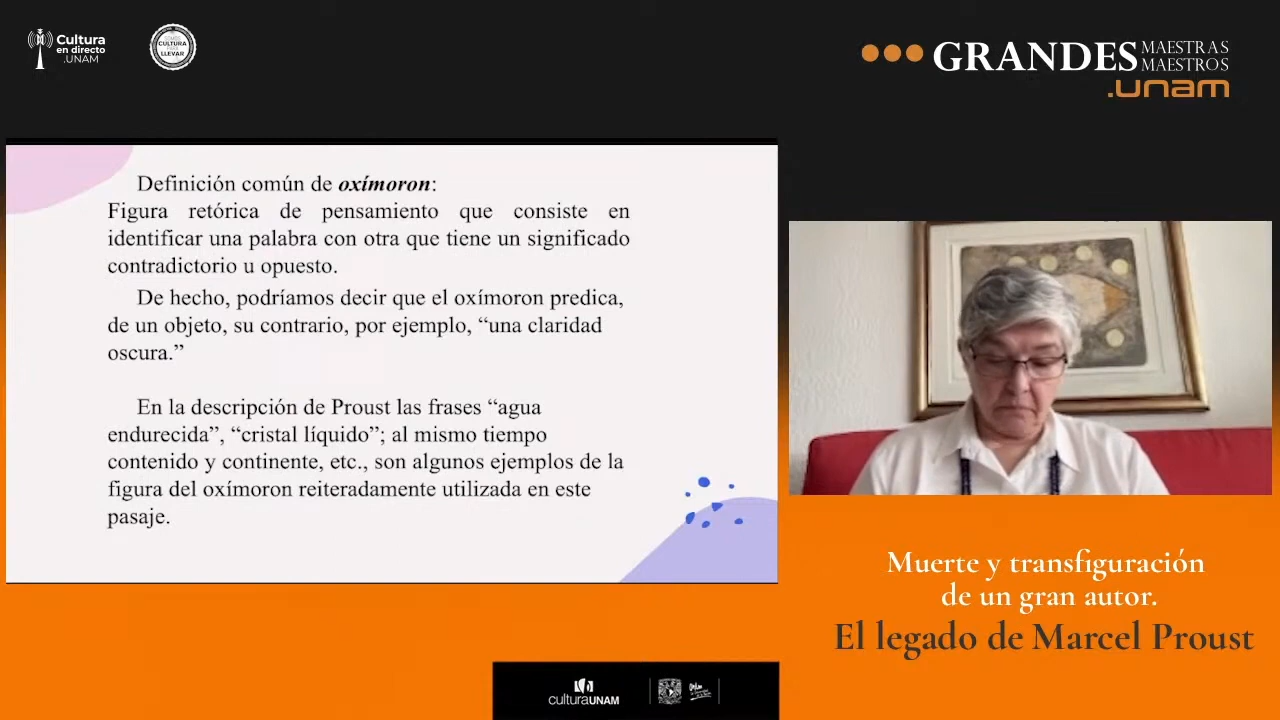 Cultura
en directo
.UNAM
CULTURA
LLEVAR
GRANDES MAESTRAS
MAESTROS
.unam
Definición común de oxímoron:
Figura retórica de pensamiento que consiste en
identificar una palabra con otra que tiene un significado
contradictorio u opuesto.
De hecho, podríamos decir que el oxímoron predica,
de un objeto, su contrario, por ejemplo, “una claridad
oscura.”
En la descripción de Proust las frases “agua
endurecida”, “cristal líquido”; al mismo tiempo
contenido y continente, etc., son algunos ejemplos de la
figura del oxímoron reiteradamente utilizada en este
pasaje.
Muerte y transfiguración
de un gran autor.
El legado de Marcel Proust
culturaUNAM